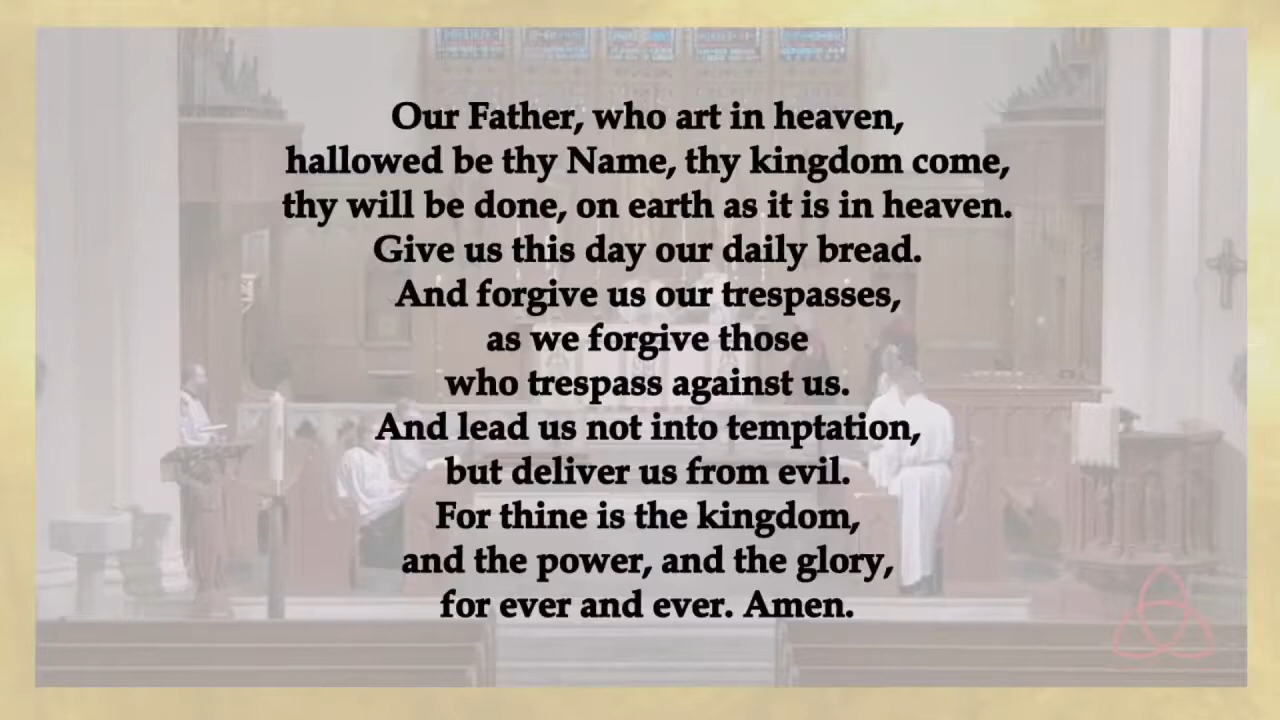 Our Father, who art in heaven,
hallowed be thy Name, thy kingdom come,
thy will be done, on earth as it is in heaven.
Give us this day our daily bread.
And forgive us our trespasses,
as we forgive those
who trespass against us.
And lead us not into temptation,
but deliver us from evil.
For thine is the kingdom,
and the power, and the glory,
for ever and ever. Amen.